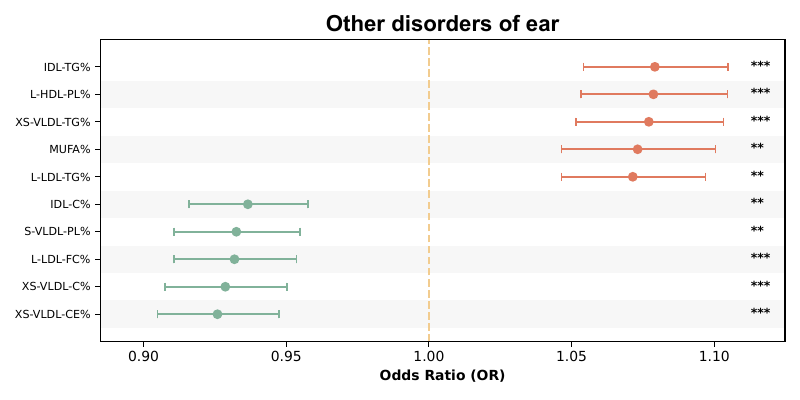 Other disorders of ear
IDL-TG% ***
L-HDL-PL% ***
XS-VLDL-TG% ***
MUFA% **
L-LDL-TG% **
IDL-C% **
S-VLDL-PL% **
L-LDL-FC% ***
XS-VLDL-C% ***
XS-VLDL-CE% ***
0.90 0.95 1.00 1.05 1.10
Odds Ratio (OR)